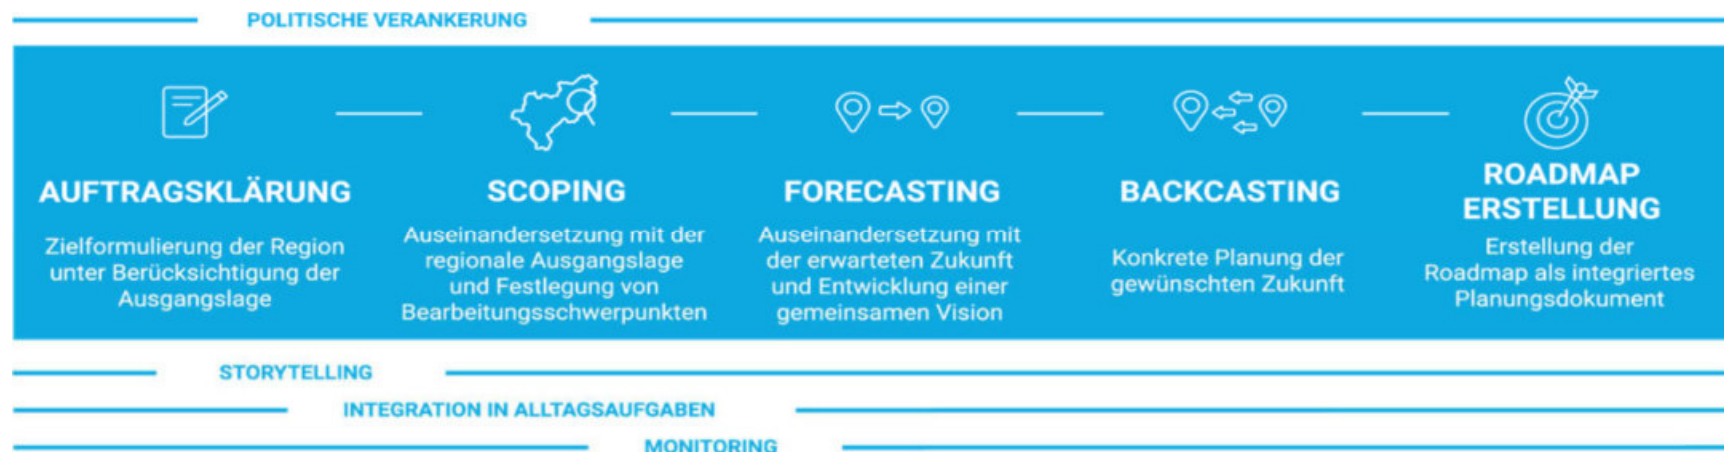 POLITISCHE VERANKERUNG
AUFTRAGSKLÄRUNG
Zielformulierung der Region
unter Berücksichtigung der
Ausgangslage
SCOPING
Auseinandersetzung mit der
regionale Ausgangslage
und Festlegung von
Bearbeitungsschwerpunkten
FORECASTING
Auseinandersetzung mit
der erwarteten Zukunft
und Entwicklung einer
gemeinsamen Vision
BACKCASTING
Konkrete Planung der
gewünschten Zukunft
ROADMAP
ERSTELLUNG
Erstellung der
Roadmap als integriertes
Planungsdokument
STORYTELLING
INTEGRATION IN ALLTAGSAUFGABEN
MONITORING